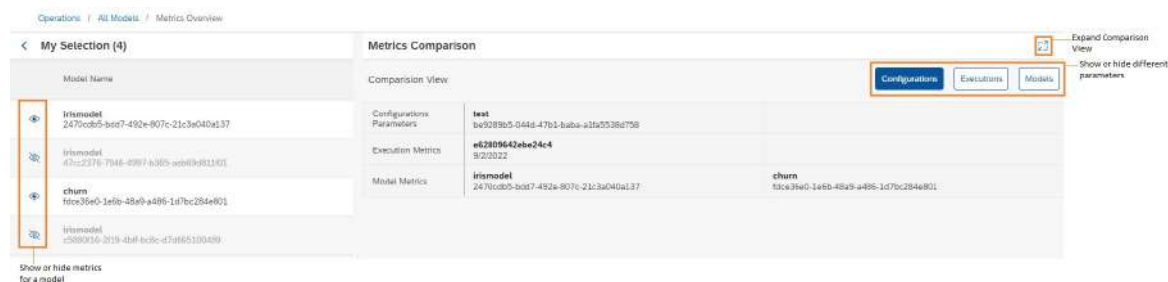 Operations / All Models / Metrics Overview
My Selection (4)
Metrics Comparison
Expand Comparison
View
Model Name
Comparision View
Configurations
Executions
Models
Show or hide different
parameters
irismodel
2470cdb5-bdd7-492e-807c-21c3a040a137
Configurations
Parameters
test
be9289b5-044d-47b1-baba-a1fa5538d758
irismodel
Execution Metrics
e62809642ebe24c4
9/2/2022
churn
fdce36e0-1e6b-48a9-a486-1d7bc284e801
Model Metrics
irismodel
2470cdb5-bdd7-492e-807c-21c3a040a137
churn
fdce36e0-1e6b-48a9-a486-1d7bc284e801
irismodel
Show or hide metrics
for a model